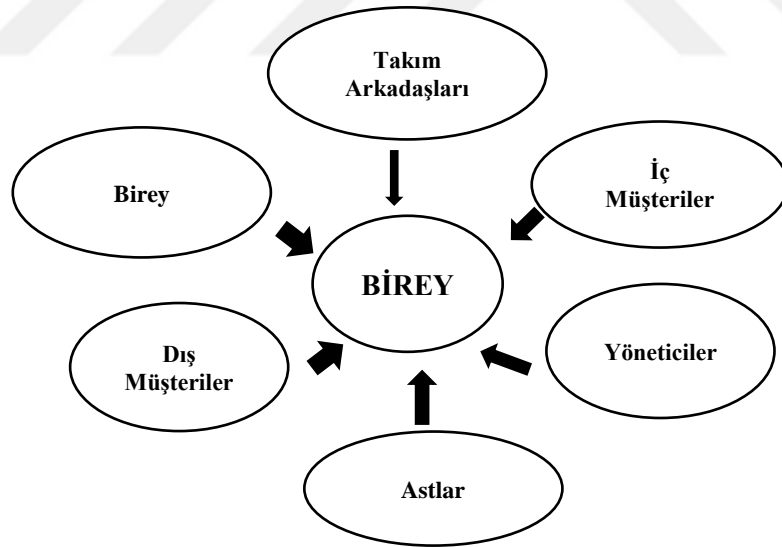 Takım
Arkadaşları
Birey
İç
Müşteriler
BİREY
Dış
Müşteriler
Yöneticiler
Astlar